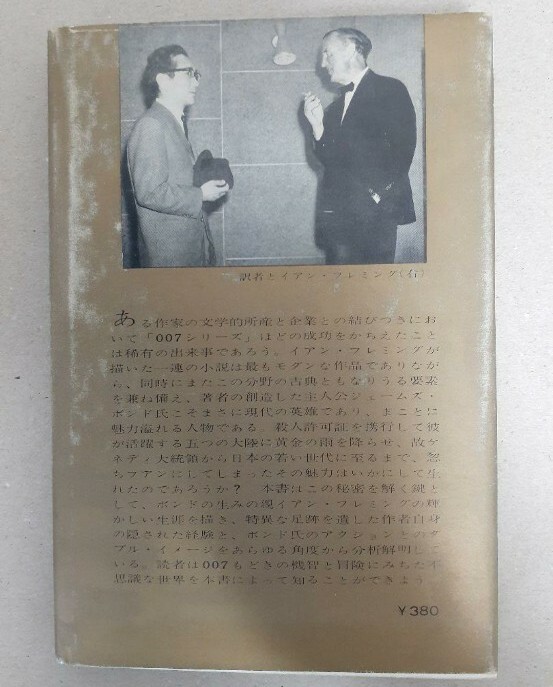 訳者とイアン・フレミング(右)
ある作家の文学的所産と企業との結びつきにお
いて「007シリーズ」ほどの成功をかちえたこと
は稀有の出来事であろう。イアン・フレミングが
描いた一連の小説は最もモダンな作品でありなが
ら、同時にまたこの分野の古典ともなりうる要素
を兼ね備え、著者の創造した主人公ジェームズ・
ボンド氏こそまさに現代の英雄であり、まことに
魅力溢れる人物である。殺人許可証を携行して彼
が活躍する五つの大陸に黄金の雨を降らせ、故ケ
ネディ大統領から日本の若い世代に至るまで、忽
ちファンにしてしまったその魅力はいかにして生
れたのであろうか? 本書はこの秘密を解く鍵と
して、ボンドの生みの親イアン・フレミングの輝
かしい生涯を描き、特異な足跡を遺した作者自身
の隠された経験と、ボンド氏のアクションとのダ
ブル・イメージをあらゆる角度から分析解明して
いる。読者は007もどきの機智と冒険にみちた不
思議な世界を本書によって知ることができよう
¥380